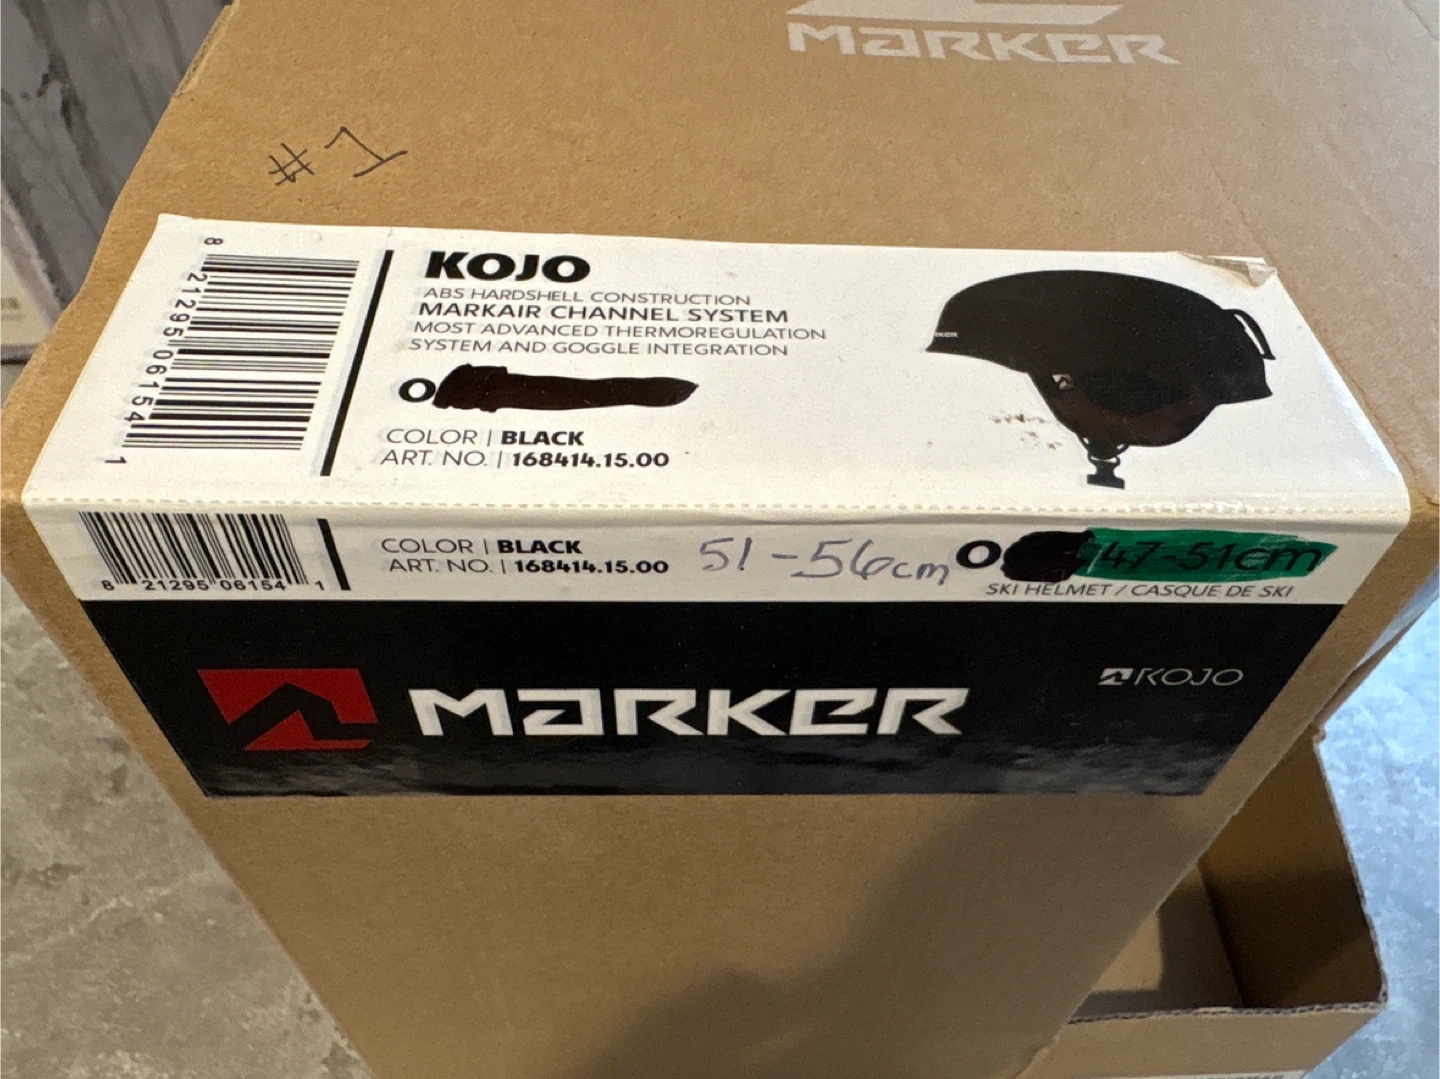 MARKER
#1
8 21295 06154 1
KOJO
ABS HARDSHELL CONSTRUCTION
MARKAIR CHANNEL SYSTEM
MOST ADVANCED THERMOREGULATION
SYSTEM AND GOGGLE INTEGRATION
COLOR | BLACK
ART. NO. | 168414.15.00
8 21295 06154 1
COLOR | BLACK
ART. NO. | 168414.15.00
51-56cm
47-51cm
SKI HELMET / CASQUE DE SKI
MARKER
KOJO